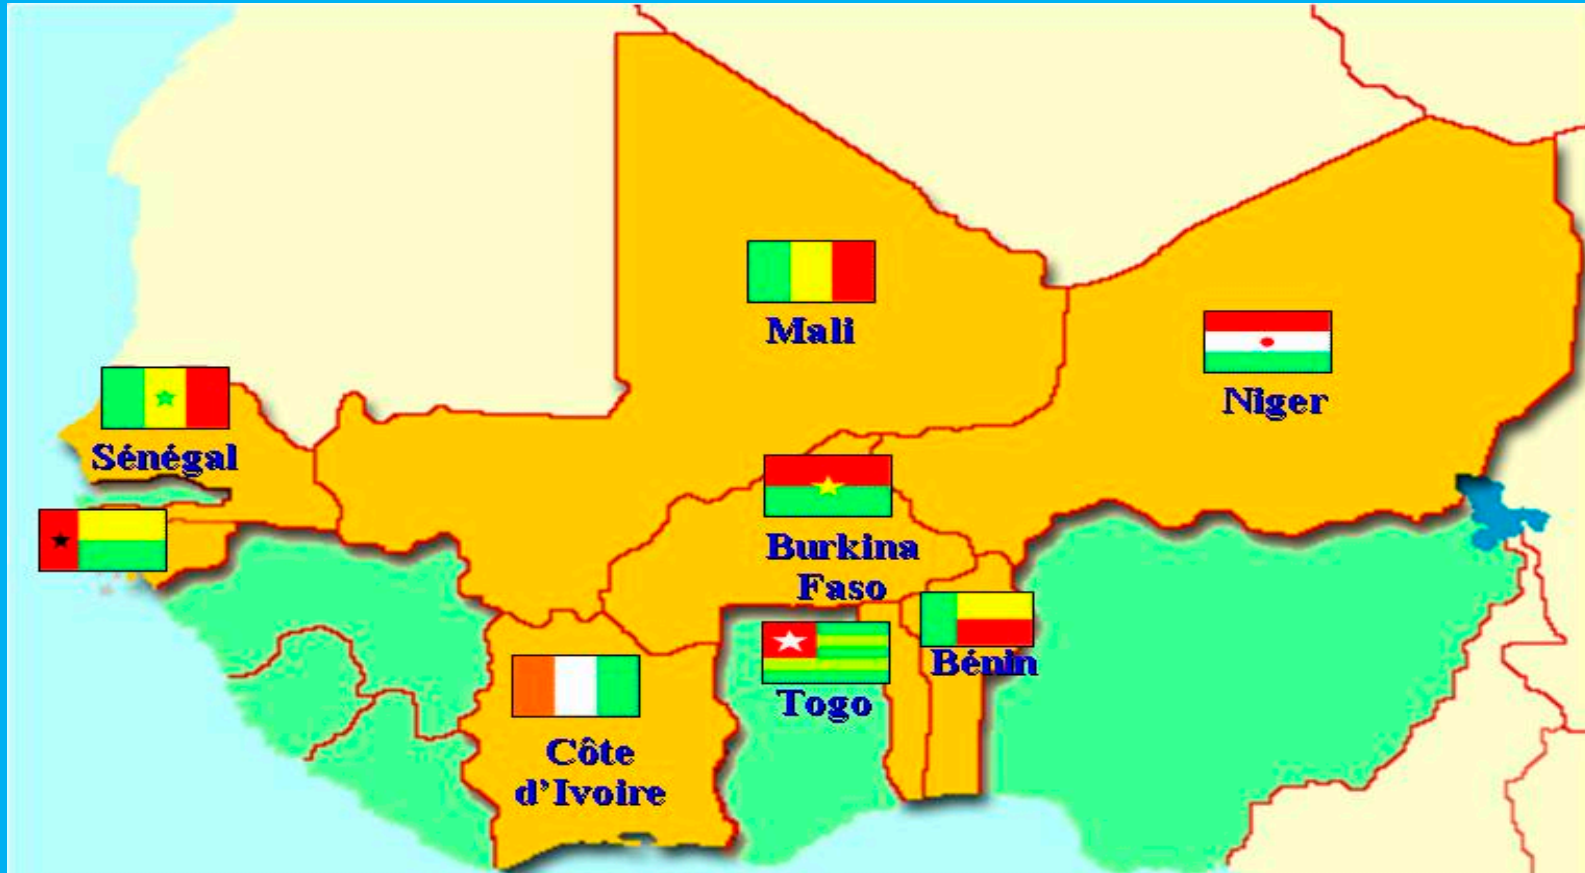 Mali
Niger
Sénégal
Burkina
Faso
Bénin
Togo
Côte
d'Ivoire